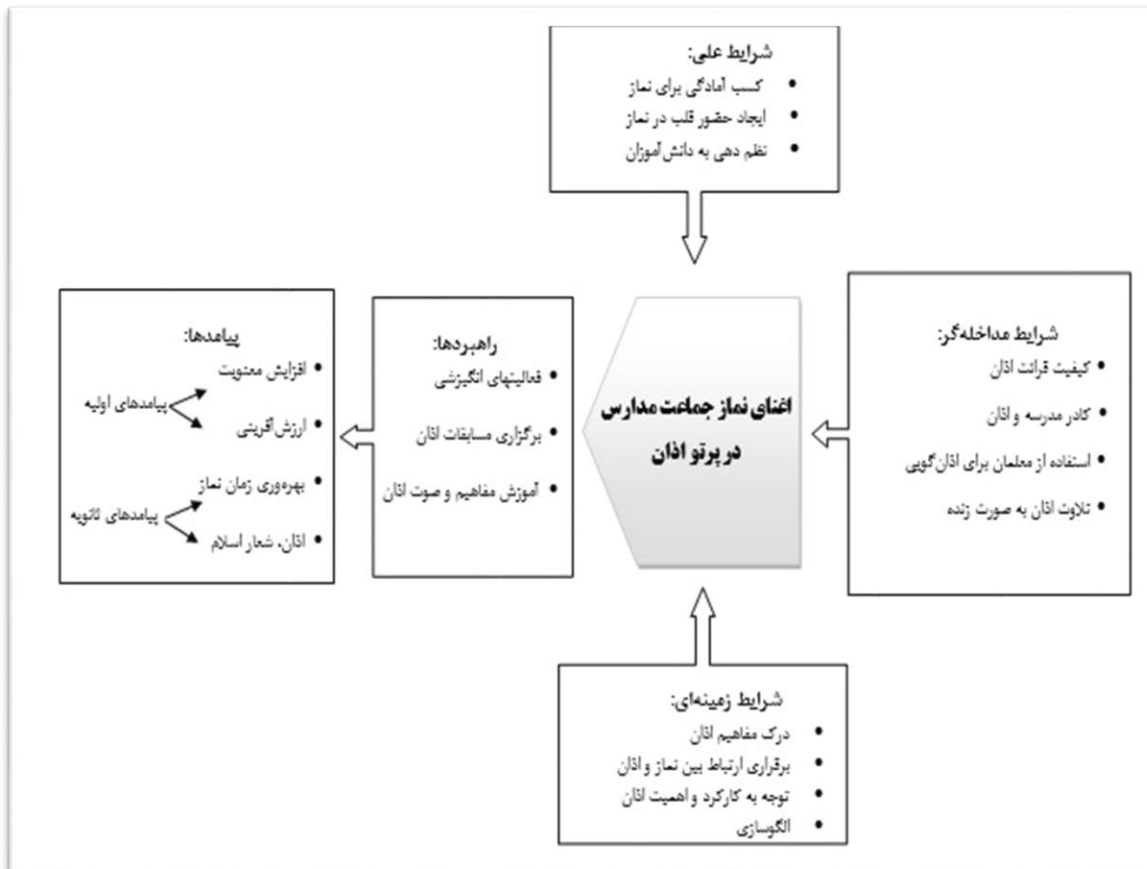 شرایط علی:
• کسب آمادگی برای نماز
• ایجاد حضور قلب در نماز
• نظم دهی به دانش‌آموزان
شرایط مداخله‌گر:
• کیفیت قرائت اذان
• کادر مدرسه و اذان
• استفاده از معلمان برای اذان‌گویی
• تلاوت اذان به صورت زنده
اغنای نماز جماعت مدارس
در پرتو اذان
راهبردها:
• فعالیتهای انگیزشی
• برگزاری مسابقات اذان
• آموزش مفاهیم و صوت اذان
پیامدها:
• افزایش معنویت
پیامدهای اولیه
• ارزش‌آفرینی
• بهره‌وری زمان نماز
پیامدهای ثانویه
• اذان، شعار اسلام
شرایط زمینه‌ای:
• درک مفاهیم اذان
• برقراری ارتباط بین نماز و اذان
• توجه به کارکرد و اهمیت اذان
• الگوسازی